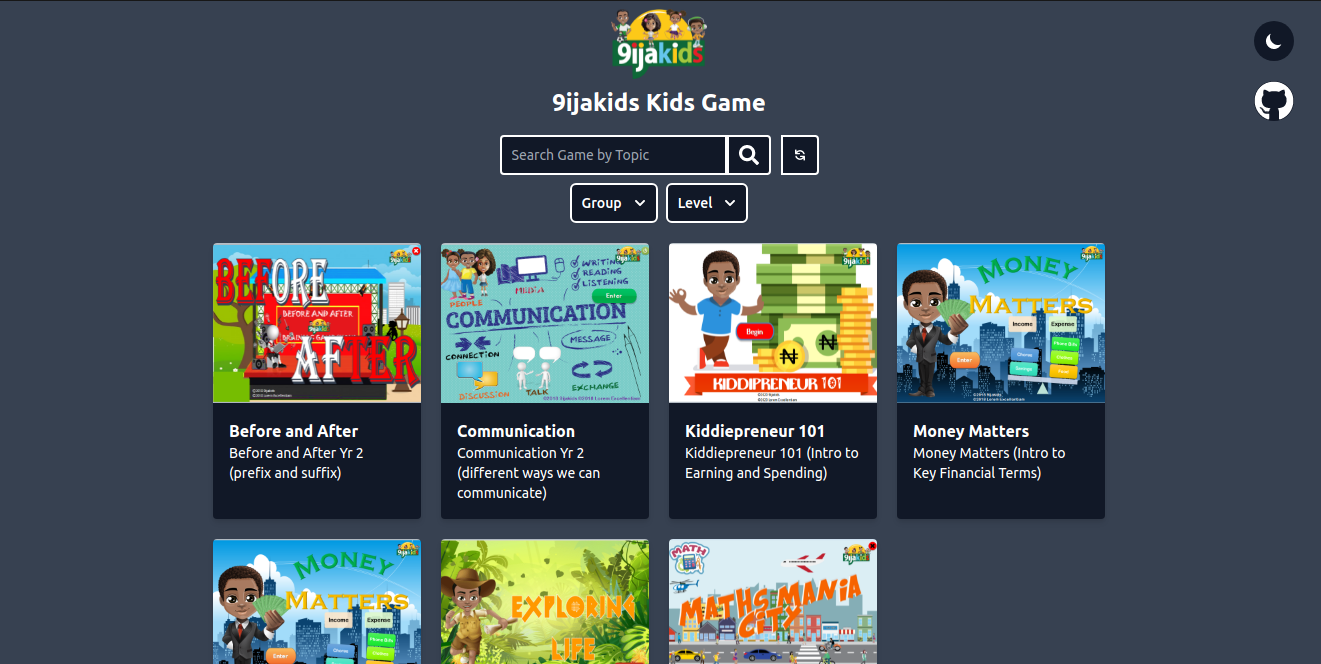 9ijakids
9ijakids Kids Game
Search Game by Topic
Group
Level
BEFORE
BEFORE AND AFTER
AFTER
WRITING
READING
LISTENING
Enter
PEOPLE
MEDIA
COMMUNICATION
CONNECTION
MESSAGE
DISCUSSION
TALK
EXCHANGE
Begin
KIDDIPRENEUR 101
MONEY
MATTERS
Income
Expense
Enter
Before and After
Before and After Yr 2
(prefix and suffix)
Communication
Communication Yr 2
(different ways we can
communicate)
Kiddiepreneur 101
Kiddiepreneur 101 (Intro to
Earning and Spending)
Money Matters
Money Matters (Intro to
Key Financial Terms)
MONEY
MATTERS
Income
Expense
Enter
EXPLORING
LIFE
MATH
MATHS MANIA
CITY